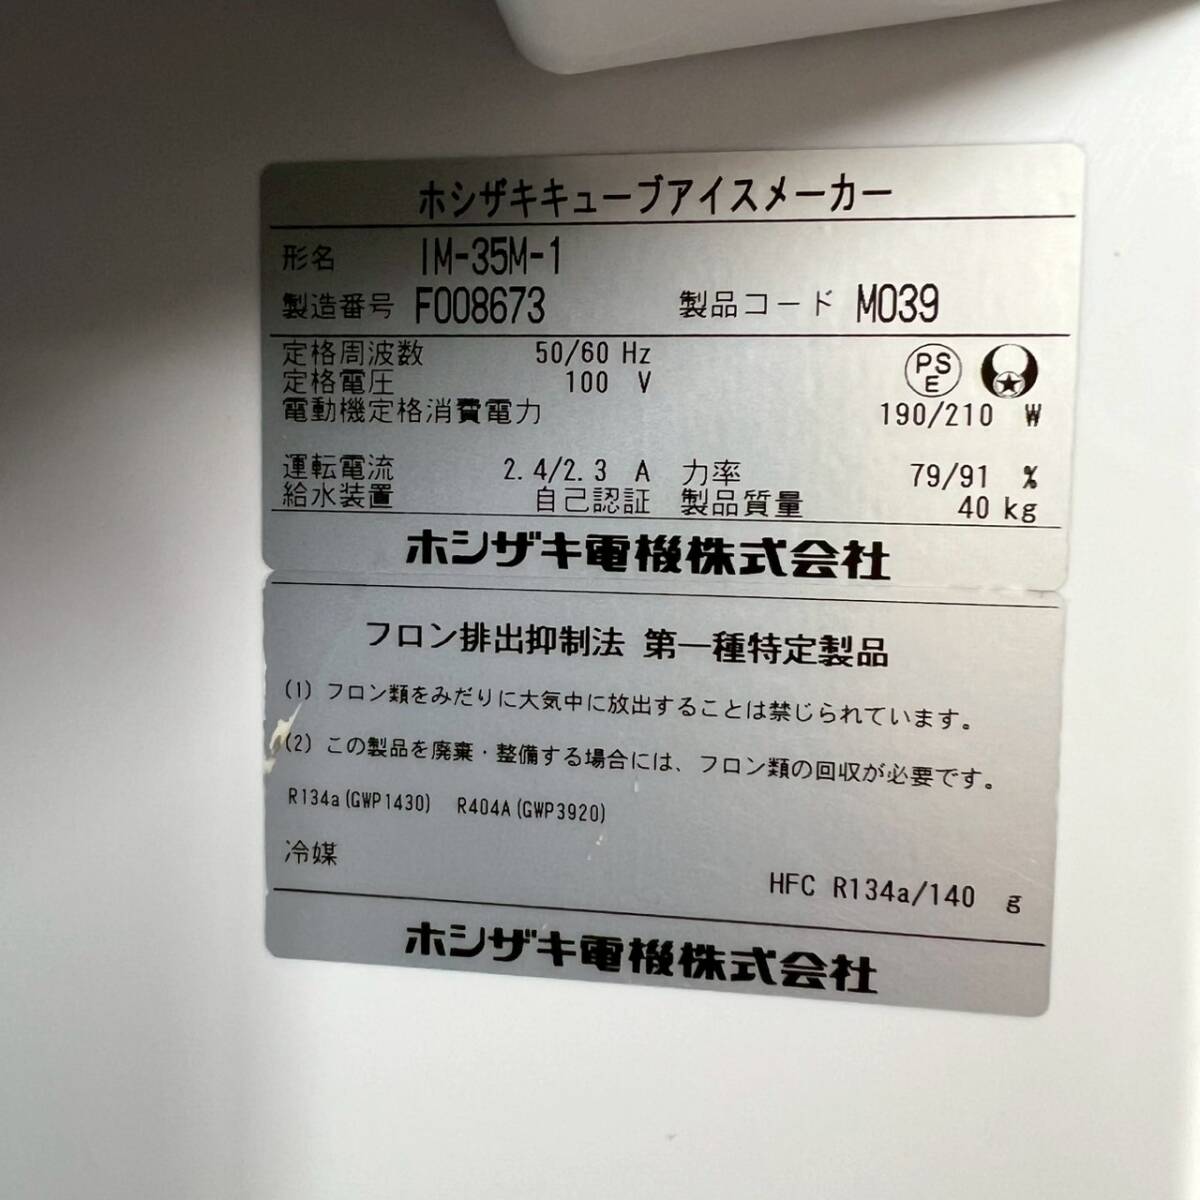 ホシザキキューブアイスメーカー
形名 IM-35M-1
製造番号 F008673 製品コード M039
定格周波数 50/60 Hz
定格電圧 100 V
PS
E
電動機定格消費電力 190/210 W
運転電流 2.4/2.3 A 力率 79/91 %
給水装置 自己認証 製品質量 40 kg
ホシザキ電機株式会社
フロン排出抑制法 第一種特定製品
(1) フロン類をみだりに大気中に放出することは禁じられています。
(2) この製品を廃棄・整備する場合には、フロン類の回収が必要です。
R134a(GWP1430) R404A(GWP3920)
冷媒
HFC R134a/140 g
ホシザキ電機株式会社